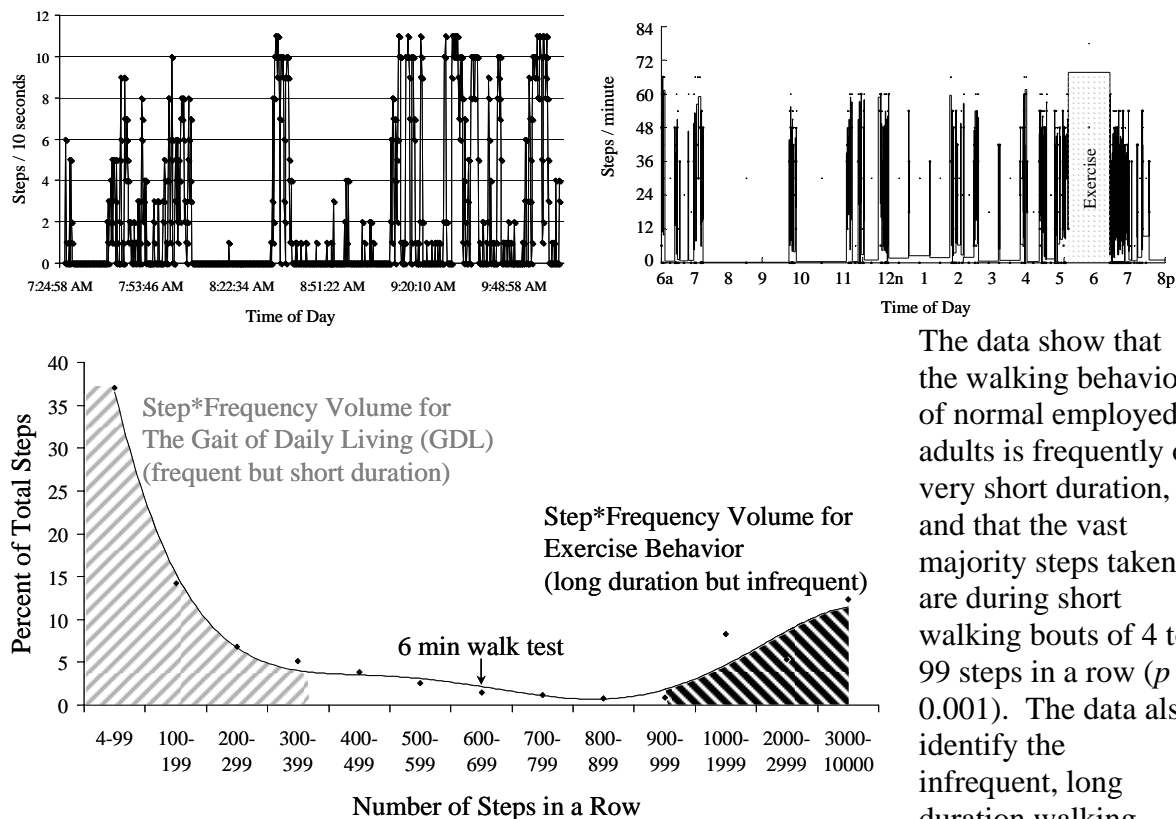 12
10
8
6
4
2
0
Steps / 10 seconds
7:24:58 AM 7:53:46 AM 8:22:34 AM 8:51:22 AM 9:20:10 AM 9:48:58 AM
Time of Day
84
72
60
48
36
24
12
0
Steps / minute
Exercise
6a 7 8 9 10 11 12n 1 2 3 4 5 6 7 8p
Time of Day
40
35
30
25
20
15
10
5
0
Percent of Total Steps
Step*Frequency Volume for
The Gait of Daily Living (GDL)
(frequent but short duration)
Step*Frequency Volume for
Exercise Behavior
(long duration but infrequent)
6 min walk test
4-99 100- 200- 300- 400- 500- 600- 700- 800- 900- 1000- 2000- 3000-
199 299 399 499 599 699 799 899 999 1999 2999 10000
Number of Steps in a Row
The data show that
the walking behavio
of normal employed
adults is frequently
very short duration,
and that the vast
majority steps taken
are during short
walking bouts of 4 t
99 steps in a row (p
0.001). The data als
identify the
infrequent, long
duration walking